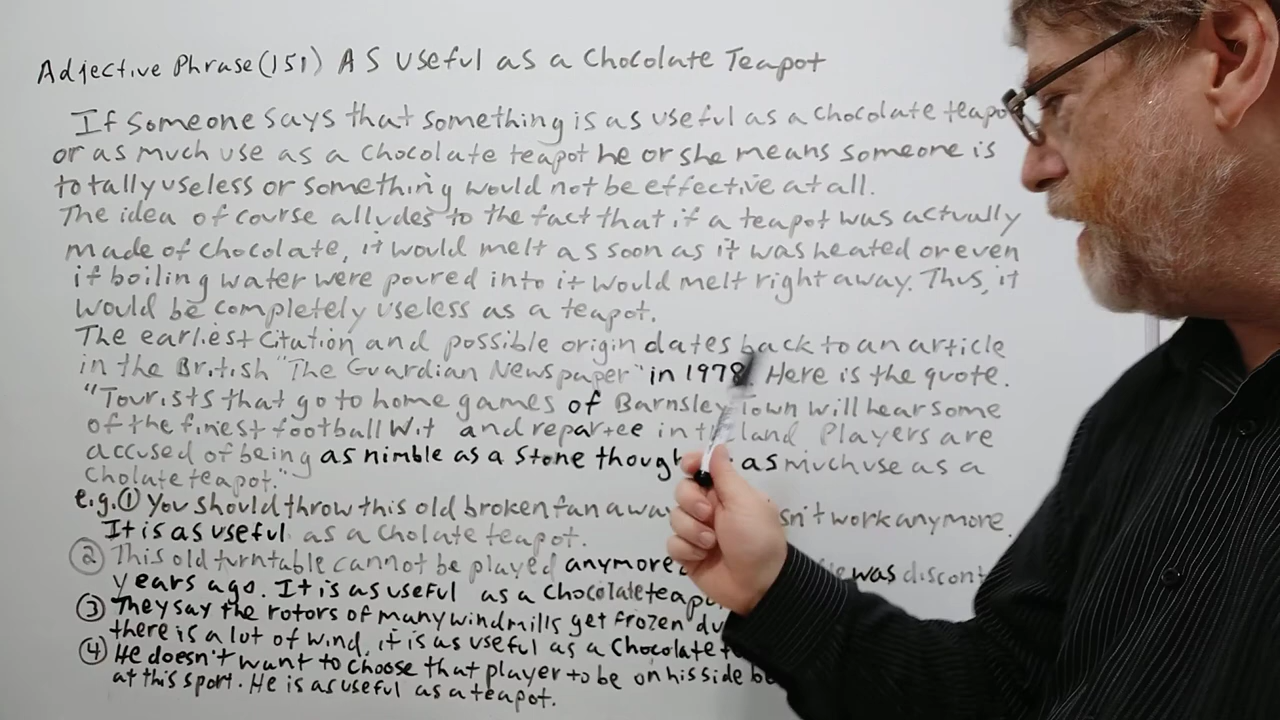 Adjective Phrase (151) As Useful as a Chocolate Teapot
If someone says that something is as useful as a chocolate teapo
or as much use as a chocolate teapot he or she means someone is
totally useless or something would not be effective at all.
The idea of course alludes to the fact that if a teapot was actually
made of chocolate, it would melt as soon as it was heated or even
if boiling water were poured into it would melt right away. Thus, it
would be completely useless as a teapot.
The earliest citation and possible origin dates back to an article
in the British "The Guardian Newspaper" in 1978. Here is the quote.
"Tourists that go to home games of Barnsley Town will hear some
of the finest football wit and repartee in the land Players are
accused of being as nimble as a stone though as much use as a
Cholate teapot."
e.g. ① You should throw this old broken fan away sn't work anymore.
It is as useful as a Cholate teapot.
② This old turntable cannot be played anymore was discont
years ago. It is as useful as a chocolate teapo
③ They say the rotors of many windmills get frozen du
there is a lot of wind, it is as useful as a Chocolate t
④ He doesn't want to choose that player to be on his side be
at this sport. He is as useful as a teapot.